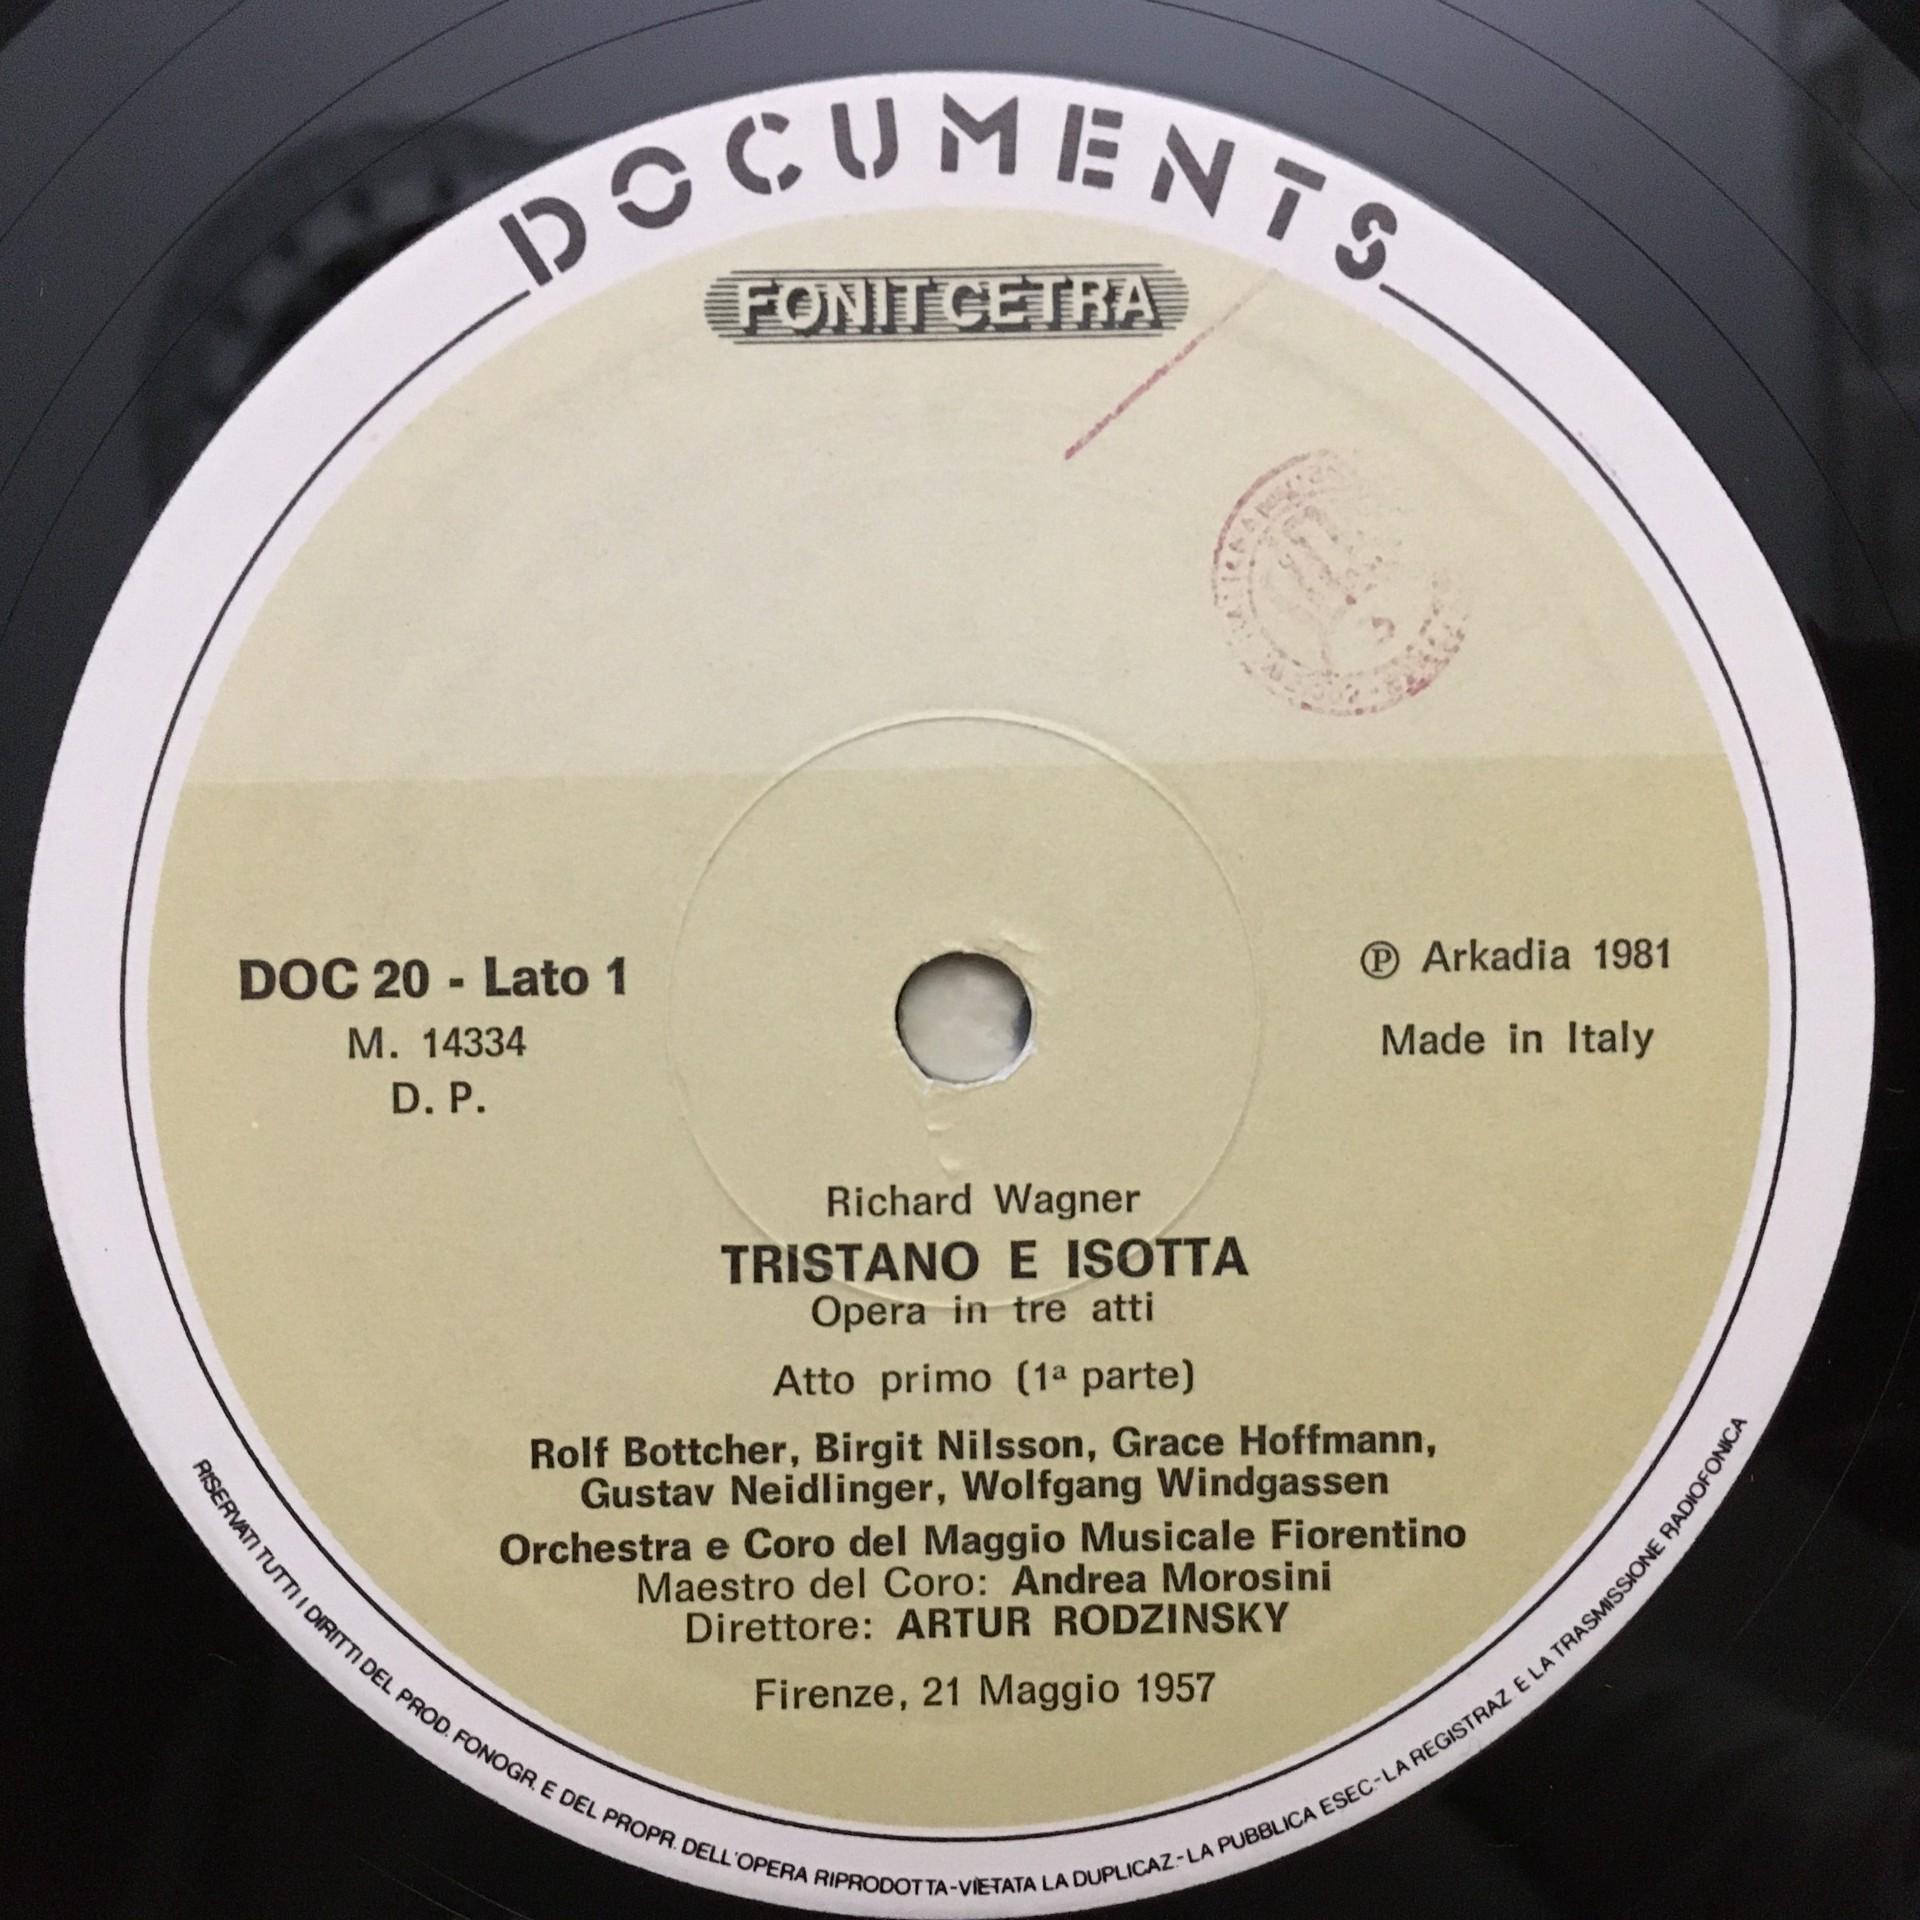 DOCUMENTS
FONIT CETRA
DOC 20 - Lato 1
M. 14334
D. P.
Ⓟ Arkadia 1981
Made in Italy
Richard Wagner
TRISTANO E ISOTTA
Opera in tre atti
Atto primo (1ª parte)
Rolf Bottcher, Birgit Nilsson, Grace Hoffmann,
Gustav Neidlinger, Wolfgang Windgassen
Orchestra e Coro del Maggio Musicale Fiorentino
Maestro del Coro: Andrea Morosini
Direttore: ARTUR RODZINSKY
Firenze, 21 Maggio 1957
RISERVATI TUTTI I DIRITTI DEL PROD. FONOGR. E DEL PROPR. DELL'OPERA RIPRODOTTA-VIETATA LA DUPLICAZ.-LA PUBBLICA ESEC.-LA REGISTRAZ. E LA TRASMISSIONE RADIOFONICA